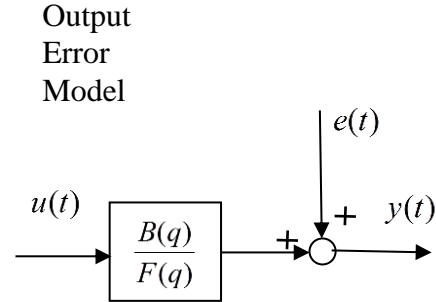 Output
Error
Model
e(t)
u(t)
+
y(t)
B(q)
+
F(q)